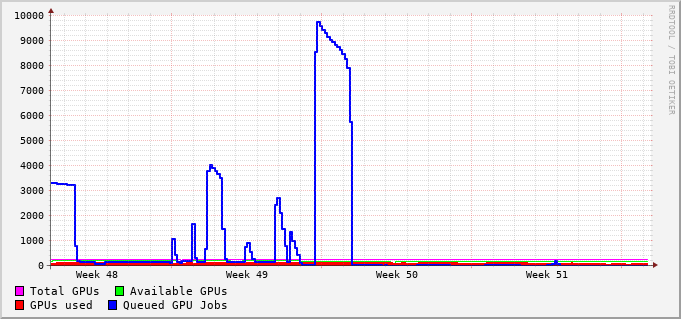 10000
9000
8000
7000
6000
5000
4000
3000
2000
1000
0
Week 48 Week 49 Week 50 Week 51
Total GPUs Available GPUs
GPUs used Queued GPU Jobs
RRDTOOL / TOBI OETIKER